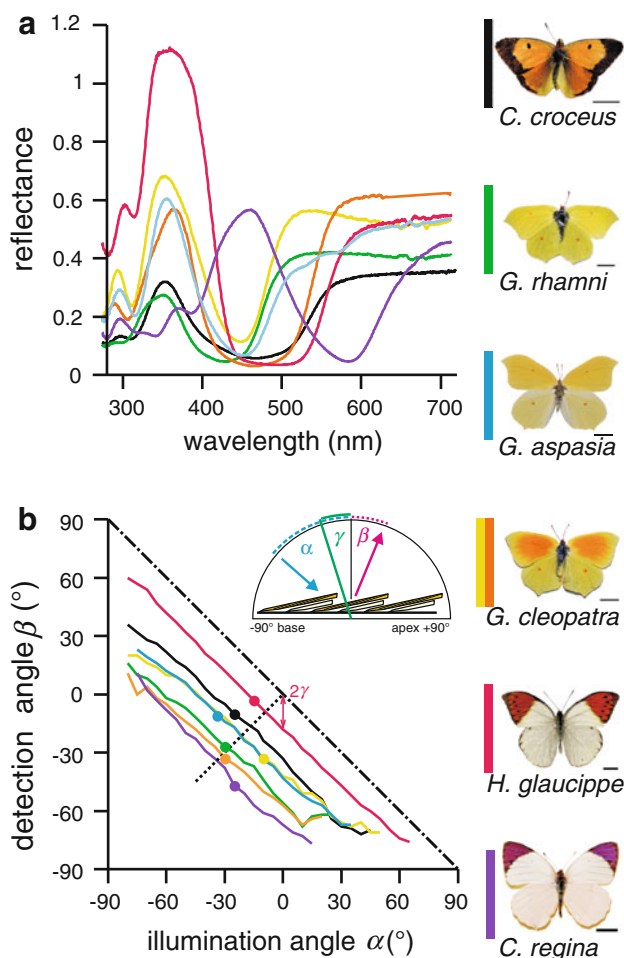 a
1.2
1
0.8
0.6
0.4
0.2
0
reflectance
300 400 500 600 700
wavelength (nm)
C. croceus
G. rhamni
G. aspasia
G. cleopatra
H. glaucippe
C. regina
b
90
60
30
0
-30
-60
-90
detection angle β (°)
-90 -60 -30 0 30 60 90
illumination angle α(°)
α γ β
-90° base apex +90°
2γ